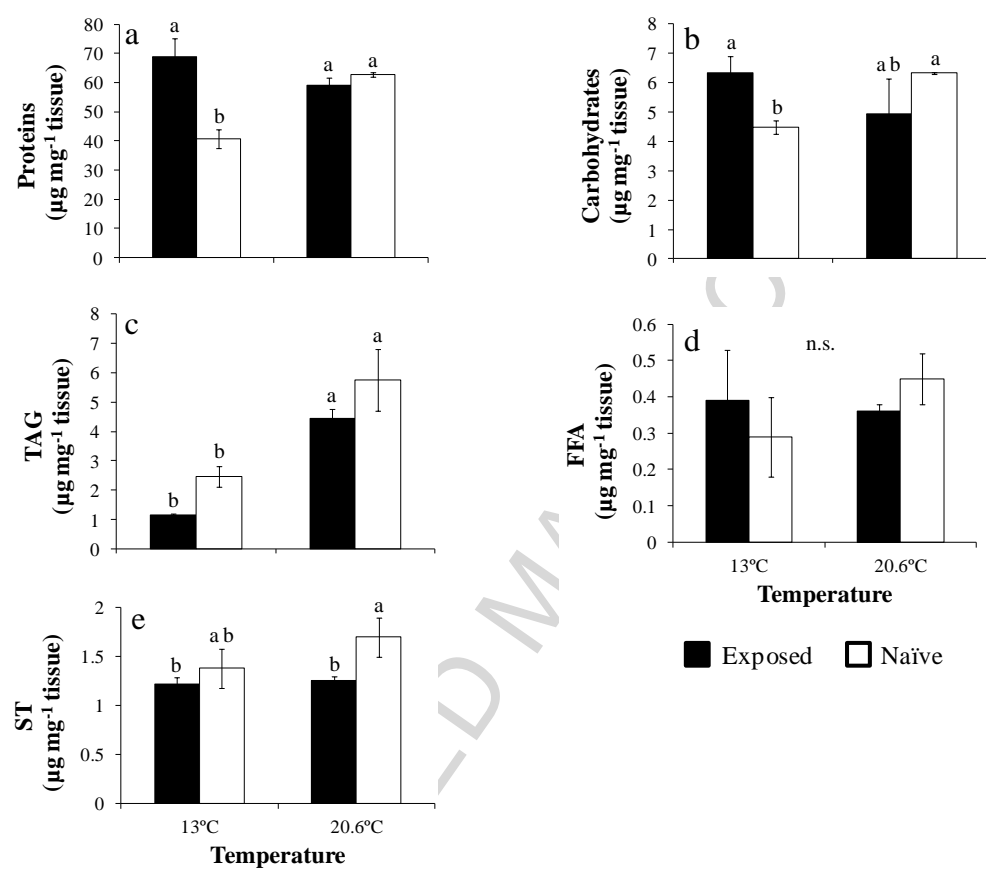 a
Proteins
(µg mg-1 tissue)
80
70
60
50
40
30
20
10
0
a
b
a
a
b
Carbohydrates
(µg mg-1 tissue)
8
7
6
5
4
3
2
1
0
a
b
a b
a
c
TAG
(µg mg-1 tissue)
8
7
6
5
4
3
2
1
0
b
b
a
a
d
n.s.
FFA
(µg mg-1 tissue)
0.6
0.5
0.4
0.3
0.2
0.1
0
13ºC 20.6ºC
Temperature
e
ST
(µg mg-1 tissue)
2
1.5
1
0.5
0
b
a b
b
a
13ºC 20.6ºC
Temperature
Exposed Naïve